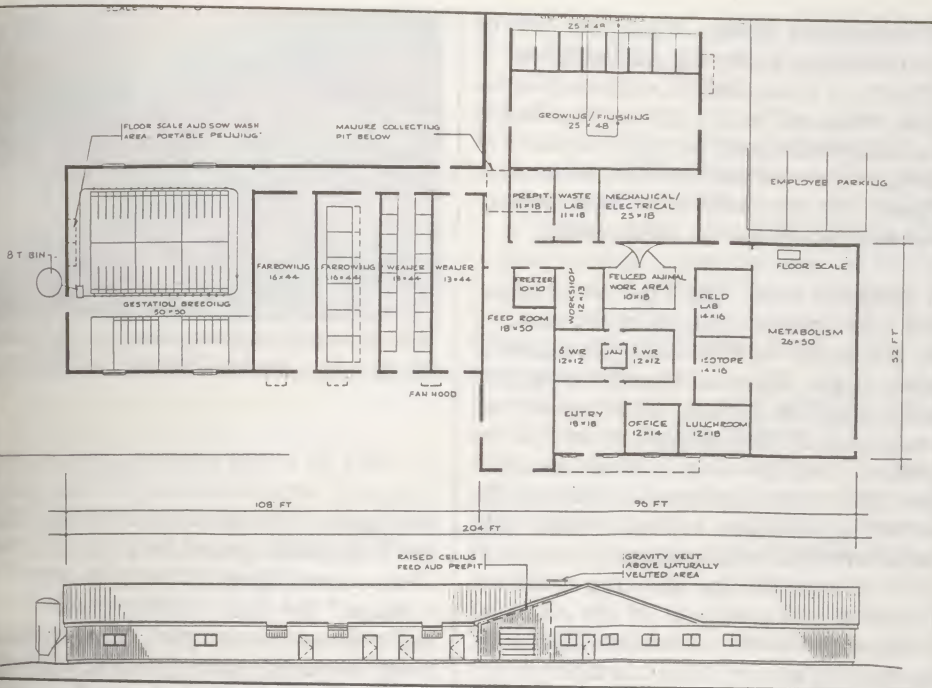 25 × 48
GROWING / FINISHING
25 × 48
FLOOR SCALE AND SOW WASH
AREA. PORTABLE PENNING
MANURE COLLECTING
PIT BELOW
EMPLOYEE PARKING
PREPIT
11×18
WASTE
LAB
11×18
MECHANICAL/
ELECTRICAL
25×18
8 T BIN
FARROWING
16×44
FARROWING
16×44
WEANER
13×44
WEANER
13×44
GESTATION BREEDING
50×50
FREEZER
10×10
FEED ROOM
18×50
WORKSHOP
12×13
FENCED ANIMAL
WORK AREA
10×18
FIELD
LAB
14×16
FLOOR SCALE
METABOLISM
26×50
52 FT
WR
12×12
JAN
WR
12×12
ISOTOPE
14×16
FAN HOOD
ENTRY
18×18
OFFICE
12×14
LUNCHROOM
12×18
108 FT
96 FT
204 FT
RAISED CEILING
FEED AND PREPIT
GRAVITY VENT
ABOVE NATURALLY
VENTED AREA